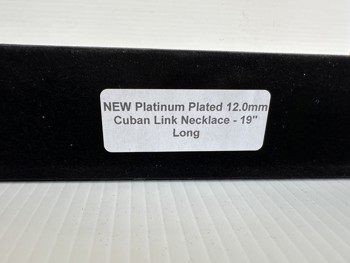 NEW Platinum Plated 12.0mm
Cuban Link Necklace - 19"
Long